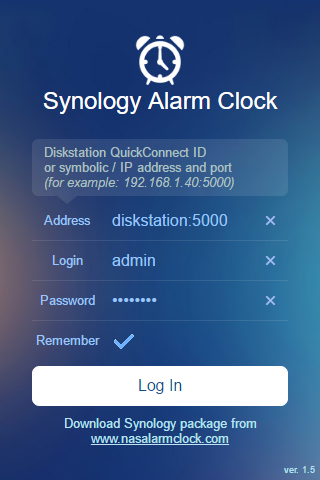 Synology Alarm Clock
Diskstation QuickConnect ID
or symbolic / IP address and port
(for example: 192.168.1.40:5000)
Address diskstation:5000 ×
Login admin ×
Password •••••••• ×
Remember ✓
Log In
Download Synology package from
www.nasalarmclock.com
ver. 1.5